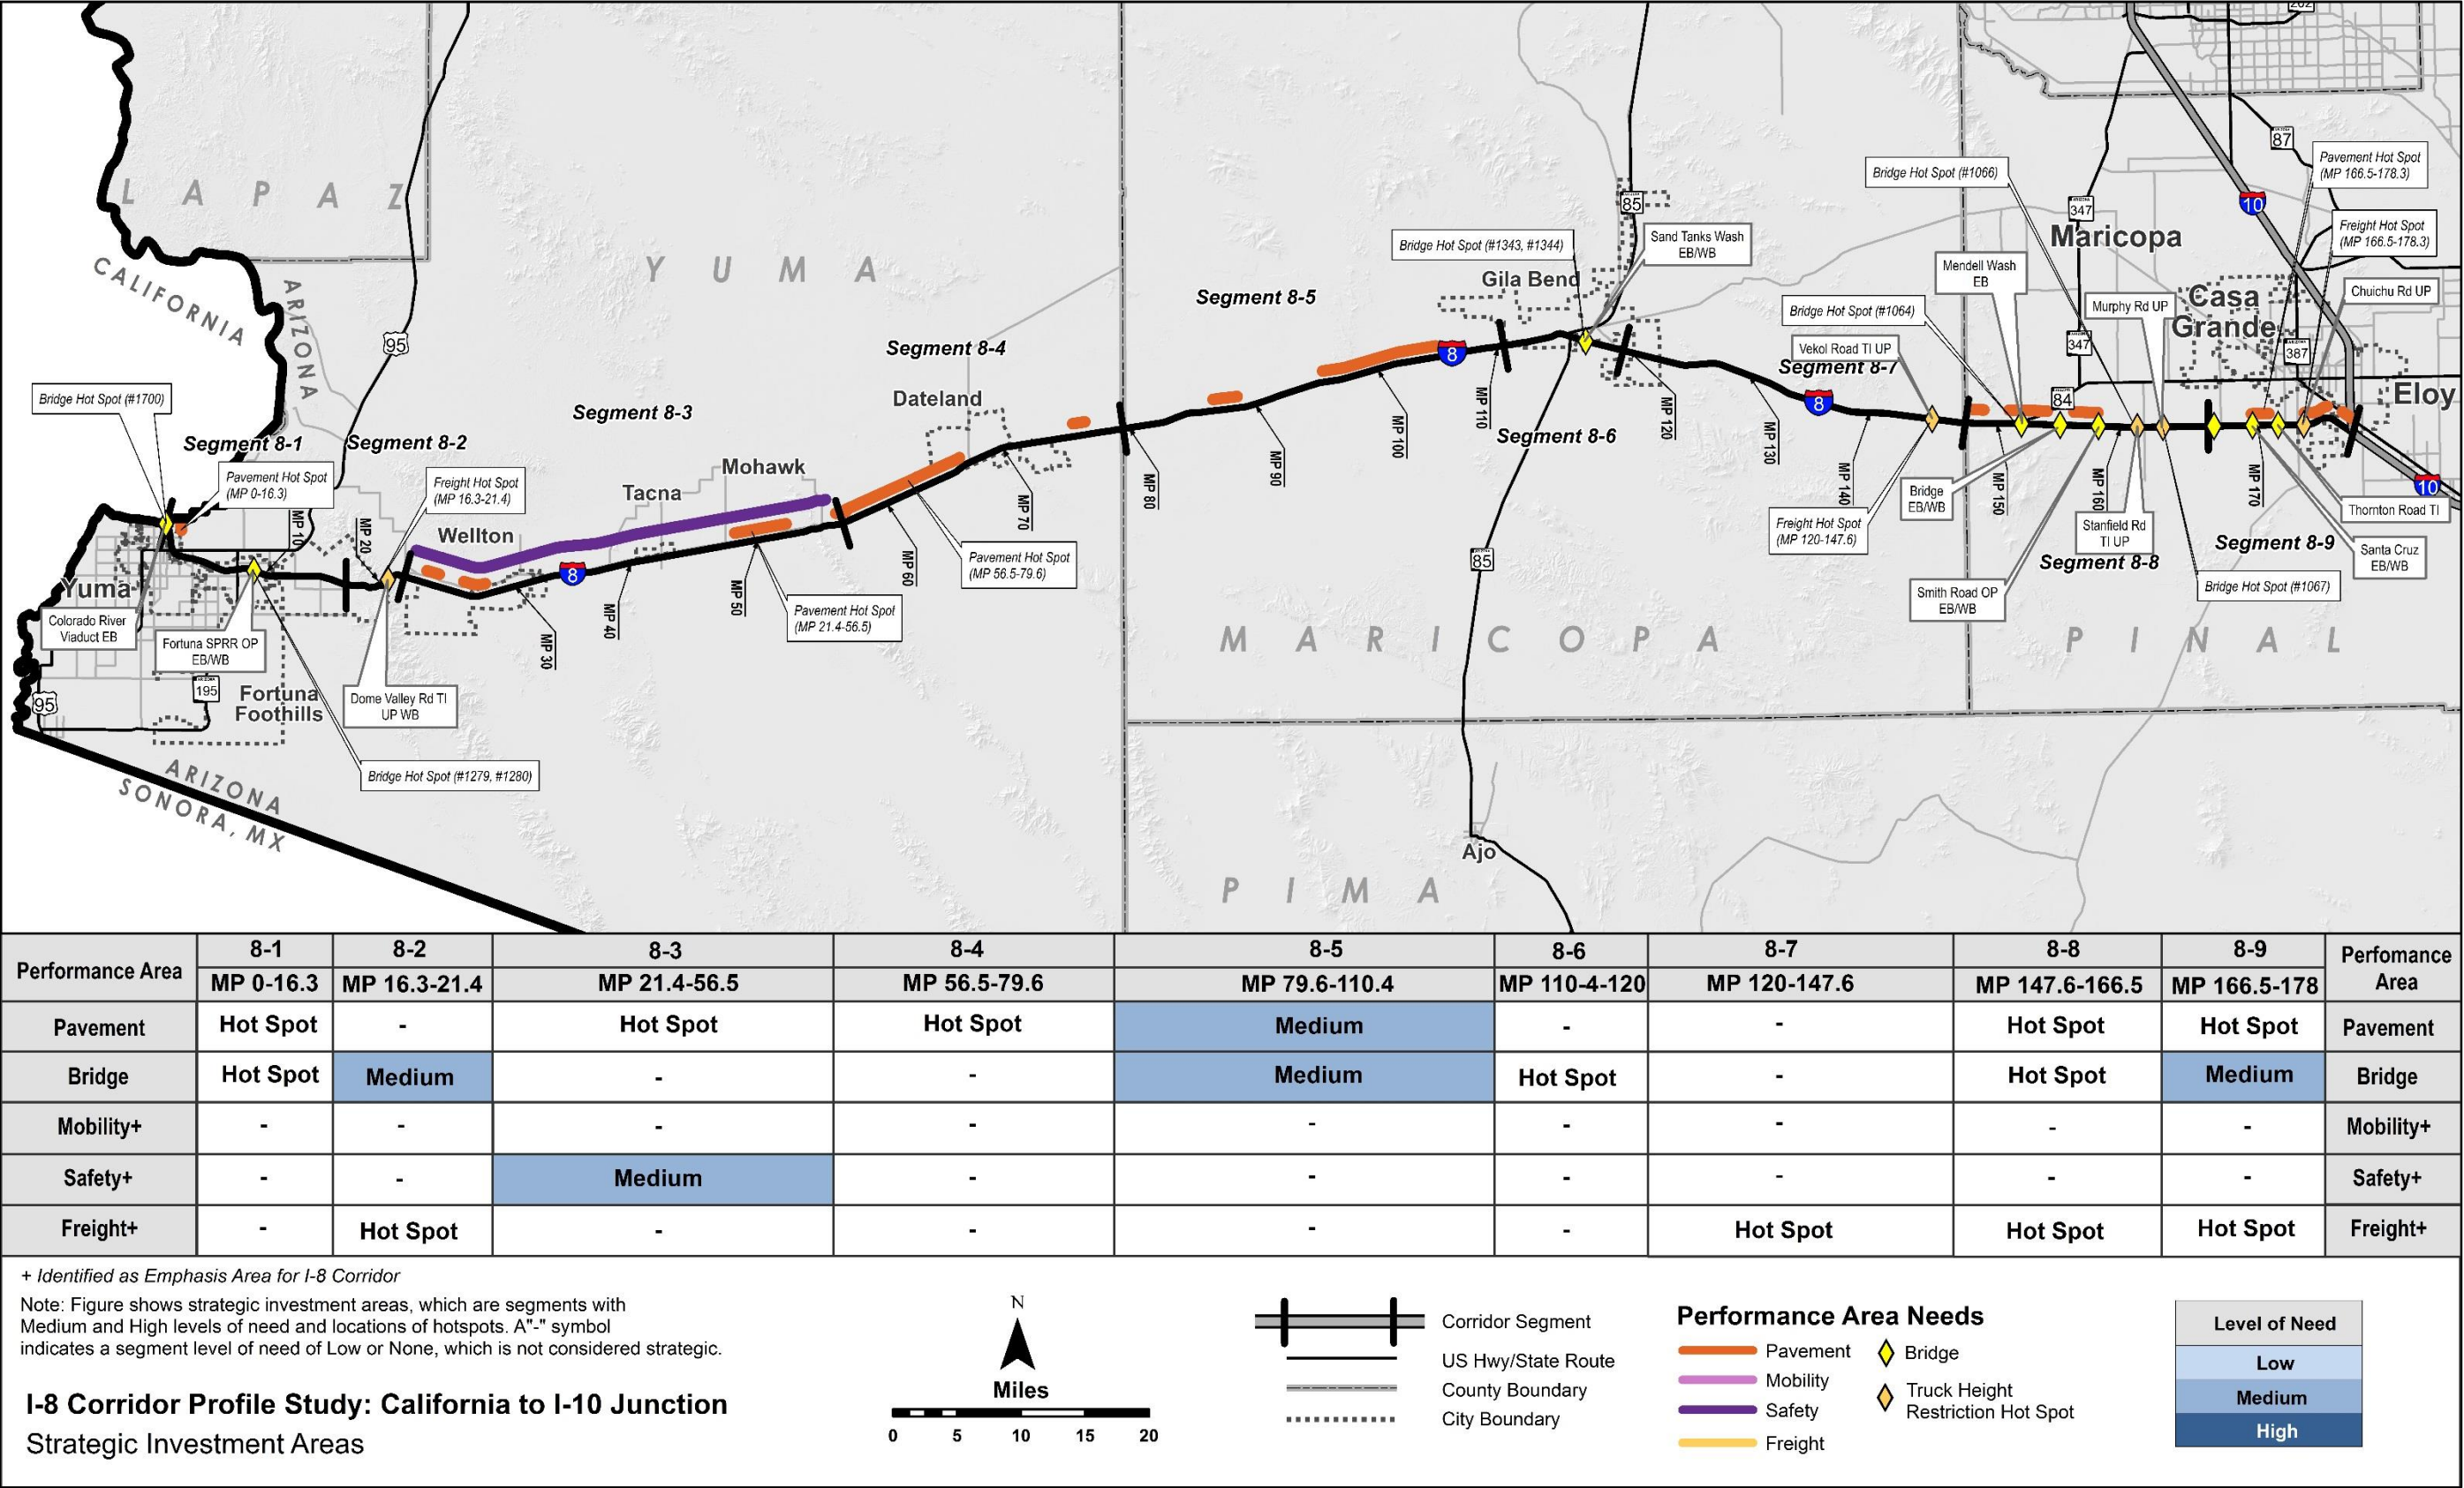 L A P A Z
CALIFORNIA
ARIZONA
Y U M A
95
Bridge Hot Spot (#1700)
Segment 8-1
Segment 8-2
Segment 8-3
Segment 8-4
Segment 8-5
Segment 8-6
Segment 8-7
Segment 8-8
Segment 8-9
Pavement Hot Spot
(MP 0-16.3)
Freight Hot Spot
(MP 16.3-21.4)
Wellton
Tacna
Mohawk
Dateland
MP 10
MP 20
MP 30
MP 40
MP 50
MP 60
MP 70
MP 80
MP 90
MP 100
MP 110
MP 120
MP 130
MP 140
MP 150
MP 160
MP 170
8
8
8
Yuma
Colorado River
Viaduct EB
Fortuna SPRR OP
EB/WB
195
95
Fortuna
Foothills
Dome Valley Rd TI
UP WB
Bridge Hot Spot (#1279, #1280)
ARIZONA
SONORA, MX
Pavement Hot Spot
(MP 21.4-56.5)
Pavement Hot Spot
(MP 56.5-79.6)
Bridge Hot Spot (#1343, #1344)
Gila Bend
85
Sand Tanks Wash
EB/WB
85
Ajo
M A R I C O P A
P I M A
P I N A L
Bridge Hot Spot (#1066)
Mendell Wash
EB
Bridge Hot Spot (#1064)
Vekol Road TI UP
Freight Hot Spot
(MP 120-147.6)
Bridge
EB/WB
Smith Road OP
EB/WB
Stanfield Rd
TI UP
Murphy Rd UP
Bridge Hot Spot (#1067)
Maricopa
347
347
84
Casa
Grande
387
87
202
10
10
Eloy
Pavement Hot Spot
(MP 166.5-178.3)
Freight Hot Spot
(MP 166.5-178.3)
Chuichu Rd UP
Thornton Road TI
Santa Cruz
EB/WB
Performance Area 8-1 8-2 8-3 8-4 8-5 8-6 8-7 8-8 8-9 Perfomance Area
MP 0-16.3 MP 16.3-21.4 MP 21.4-56.5 MP 56.5-79.6 MP 79.6-110.4 MP 110-4-120 MP 120-147.6 MP 147.6-166.5 MP 166.5-178
Pavement Hot Spot - Hot Spot Hot Spot Medium - - Hot Spot Hot Spot Pavement
Bridge Hot Spot Medium - - Medium Hot Spot - Hot Spot Medium Bridge
Mobility+ - - - - - - - - - Mobility+
Safety+ - - Medium - - - - - - Safety+
Freight+ - Hot Spot - - - - Hot Spot Hot Spot Hot Spot Freight+
+ Identified as Emphasis Area for I-8 Corridor
Note: Figure shows strategic investment areas, which are segments with
Medium and High levels of need and locations of hotspots. A"-" symbol
indicates a segment level of need of Low or None, which is not considered strategic.
I-8 Corridor Profile Study: California to I-10 Junction
Strategic Investment Areas
N
Miles
0 5 10 15 20
Corridor Segment
US Hwy/State Route
County Boundary
City Boundary
Performance Area Needs
Pavement
Mobility
Safety
Freight
Bridge
Truck Height
Restriction Hot Spot
Level of Need
Low
Medium
High